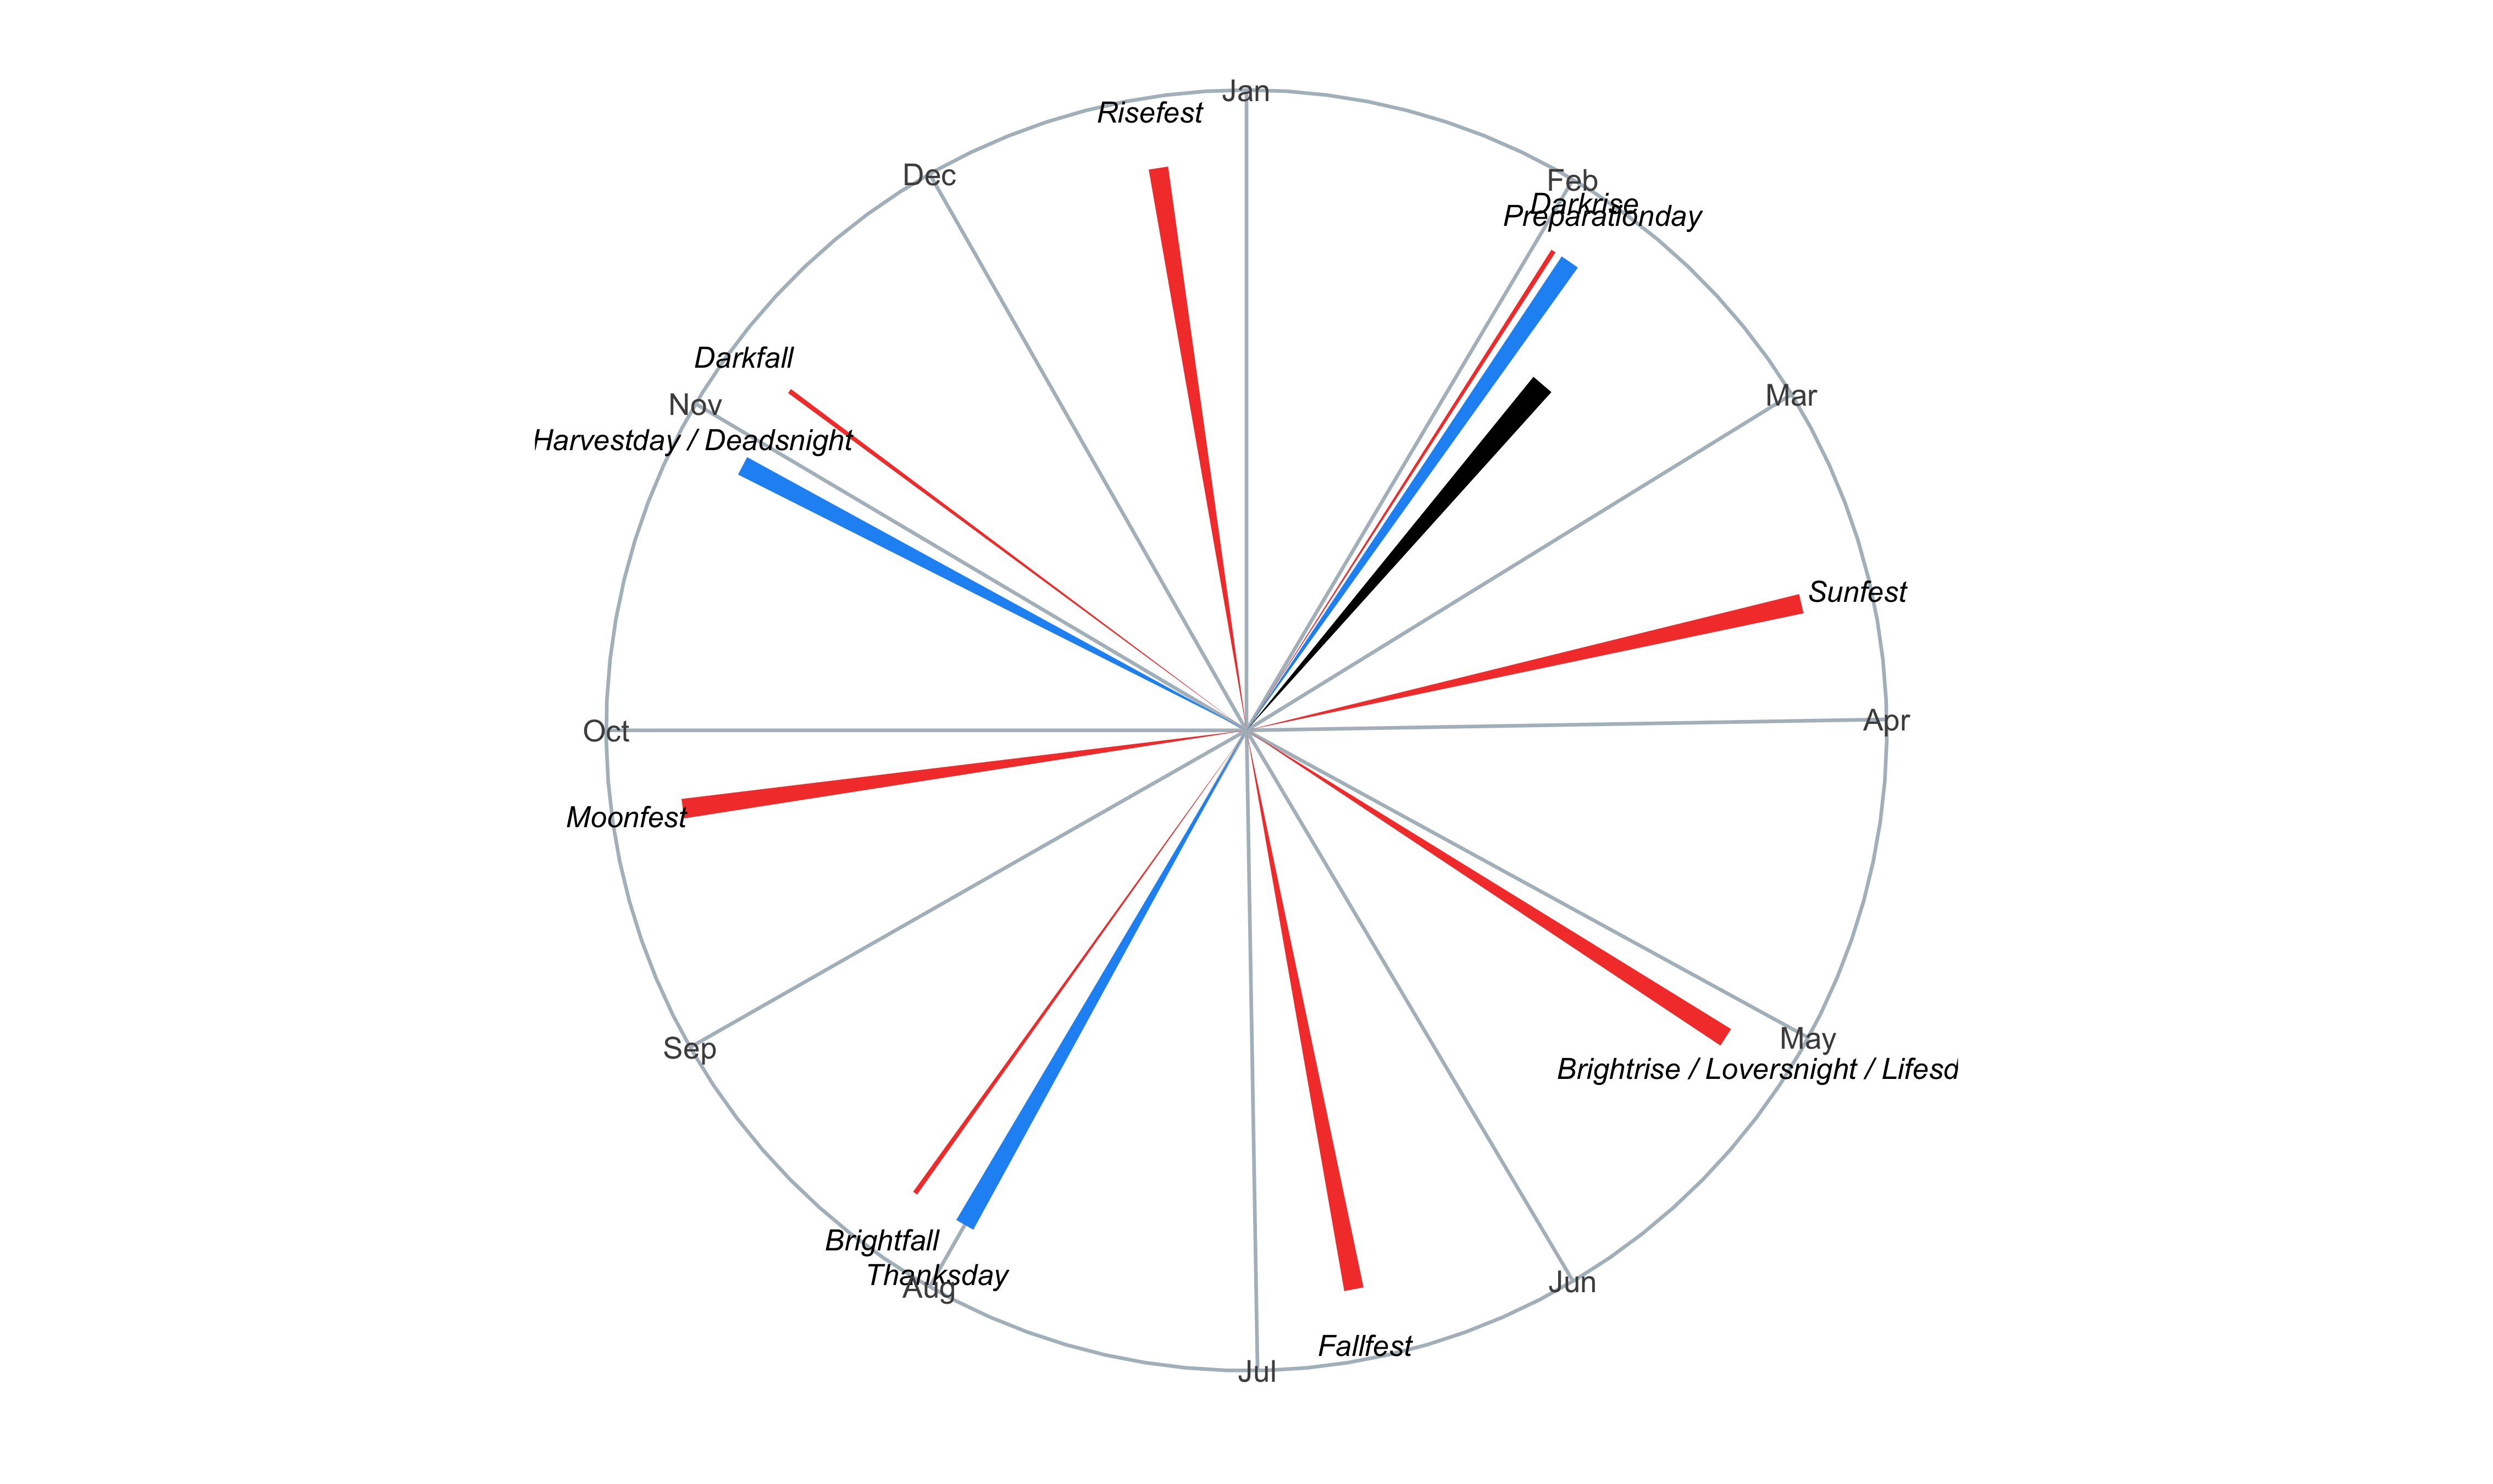 Jan
Risefest
Dec
Feb
Darkrise
Preparationday
Darkfall
Mar
Nov
Harvestday / Deadsnight
Sunfest
Oct
Apr
Moonfest
May
Sep
Brightrise / Loversnight / Lifesd
Brightfall
Thanksday
Aug
Jun
Fallfest
Jul